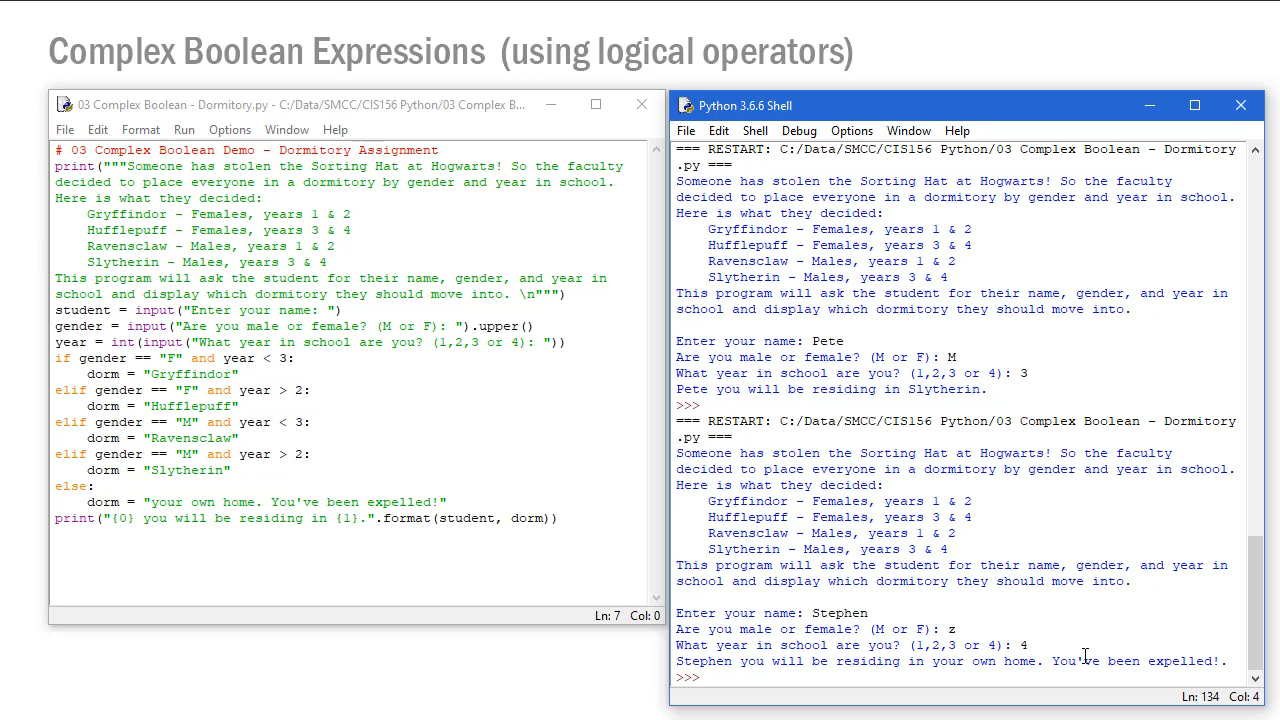 Complex Boolean Expressions (using logical operators)
03 Complex Boolean - Dormitory.py - C:/Data/SMCC/CIS156 Python/03 Complex B...
File Edit Format Run Options Window Help
# 03 Complex Boolean Demo - Dormitory Assignment
print("""Someone has stolen the Sorting Hat at Hogwarts! So the faculty
decided to place everyone in a dormitory by gender and year in school.
Here is what they decided:
    Gryffindor - Females, years 1 & 2
    Hufflepuff - Females, years 3 & 4
    Ravensclaw - Males, years 1 & 2
    Slytherin - Males, years 3 & 4
This program will ask the student for their name, gender, and year in
school and display which dormitory they should move into. \n""")
student = input("Enter your name: ")
gender = input("Are you male or female? (M or F): ").upper()
year = int(input("What year in school are you? (1,2,3 or 4): "))
if gender == "F" and year < 3:
    dorm = "Gryffindor"
elif gender == "F" and year > 2:
    dorm = "Hufflepuff"
elif gender == "M" and year < 3:
    dorm = "Ravensclaw"
elif gender == "M" and year > 2:
    dorm = "Slytherin"
else:
    dorm = "your own home. You've been expelled!"
print("{0} you will be residing in {1}.".format(student, dorm))
Ln: 7 Col: 0
Python 3.6.6 Shell
File Edit Shell Debug Options Window Help
=== RESTART: C:/Data/SMCC/CIS156 Python/03 Complex Boolean - Dormitory
.py ===
Someone has stolen the Sorting Hat at Hogwarts! So the faculty
decided to place everyone in a dormitory by gender and year in school.
Here is what they decided:
    Gryffindor - Females, years 1 & 2
    Hufflepuff - Females, years 3 & 4
    Ravensclaw - Males, years 1 & 2
    Slytherin - Males, years 3 & 4
This program will ask the student for their name, gender, and year in
school and display which dormitory they should move into.
Enter your name: Pete
Are you male or female? (M or F): M
What year in school are you? (1,2,3 or 4): 3
Pete you will be residing in Slytherin.
>>>
=== RESTART: C:/Data/SMCC/CIS156 Python/03 Complex Boolean - Dormitory
.py ===
Someone has stolen the Sorting Hat at Hogwarts! So the faculty
decided to place everyone in a dormitory by gender and year in school.
Here is what they decided:
    Gryffindor - Females, years 1 & 2
    Hufflepuff - Females, years 3 & 4
    Ravensclaw - Males, years 1 & 2
    Slytherin - Males, years 3 & 4
This program will ask the student for their name, gender, and year in
school and display which dormitory they should move into.
Enter your name: Stephen
Are you male or female? (M or F): z
What year in school are you? (1,2,3 or 4): 4
Stephen you will be residing in your own home. You've been expelled!.
>>>
Ln: 134 Col: 4